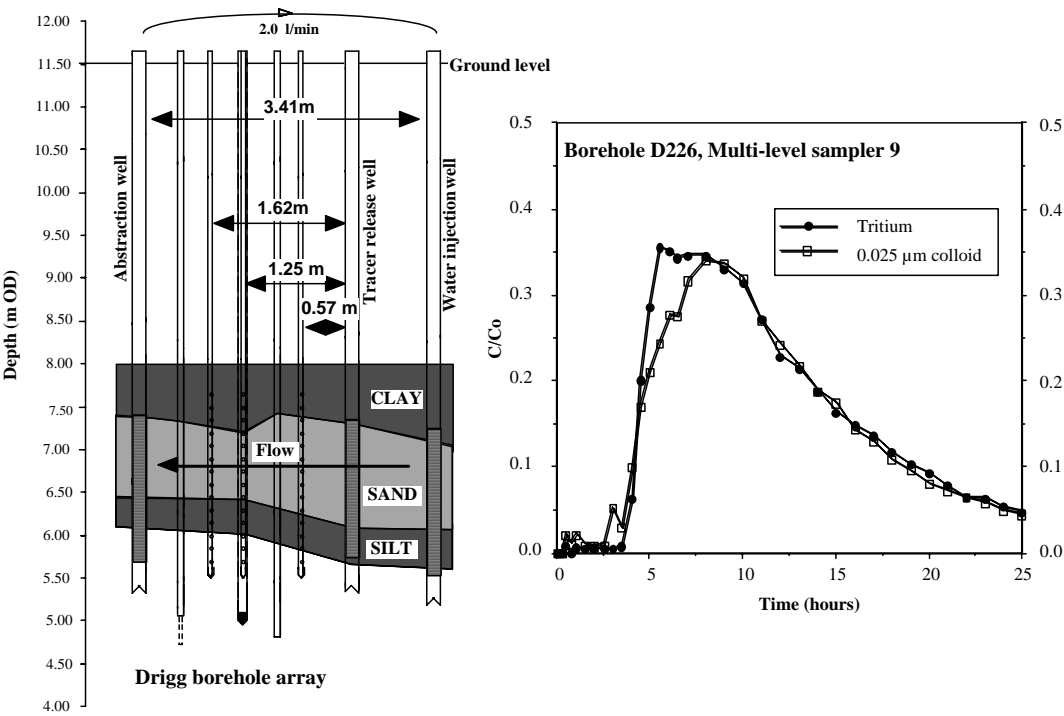 12.00
11.50
11.00
10.50
10.00
9.50
9.00
8.50
8.00
7.50
7.00
6.50
6.00
5.50
5.00
4.50
4.00
Depth (m OD)
2.0 l/min
Ground level
3.41m
Abstraction well
1.62m
Tracer release well
Water injection well
1.25 m
0.57 m
CLAY
Flow
SAND
SILT
Drigg borehole array
Borehole D226, Multi-level sampler 9
Tritium
0.025 µm colloid
C/Co
0.5
0.4
0.3
0.2
0.1
0.0
0.5
0.4
0.3
0.2
0.1
0.0
0
5
10
15
20
25
Time (hours)